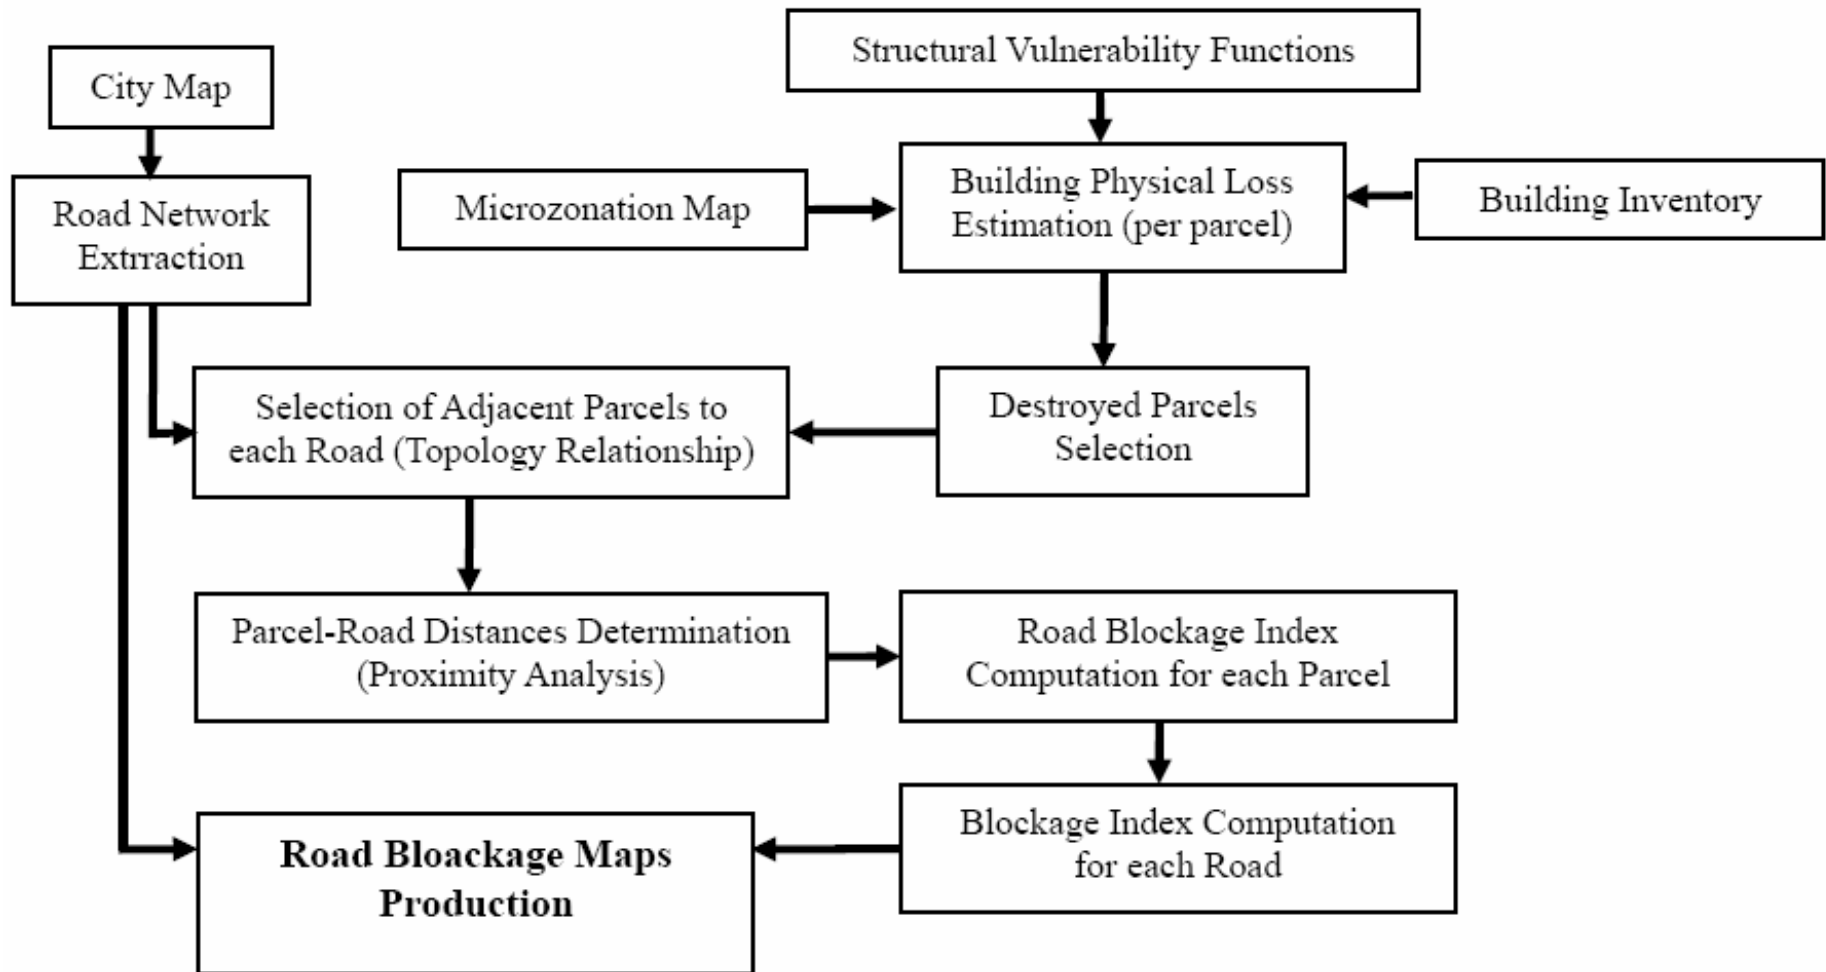 Structural Vulnerability Functions
City Map
Building Physical Loss
Estimation (per parcel)
Microzonation Map
Building Inventory
Road Network
Extrraction
Selection of Adjacent Parcels to
each Road (Topology Relationship)
Destroyed Parcels
Selection
Parcel-Road Distances Determination
(Proximity Analysis)
Road Blockage Index
Computation for each Parcel
Blockage Index Computation
for each Road
Road Bloackage Maps
Production